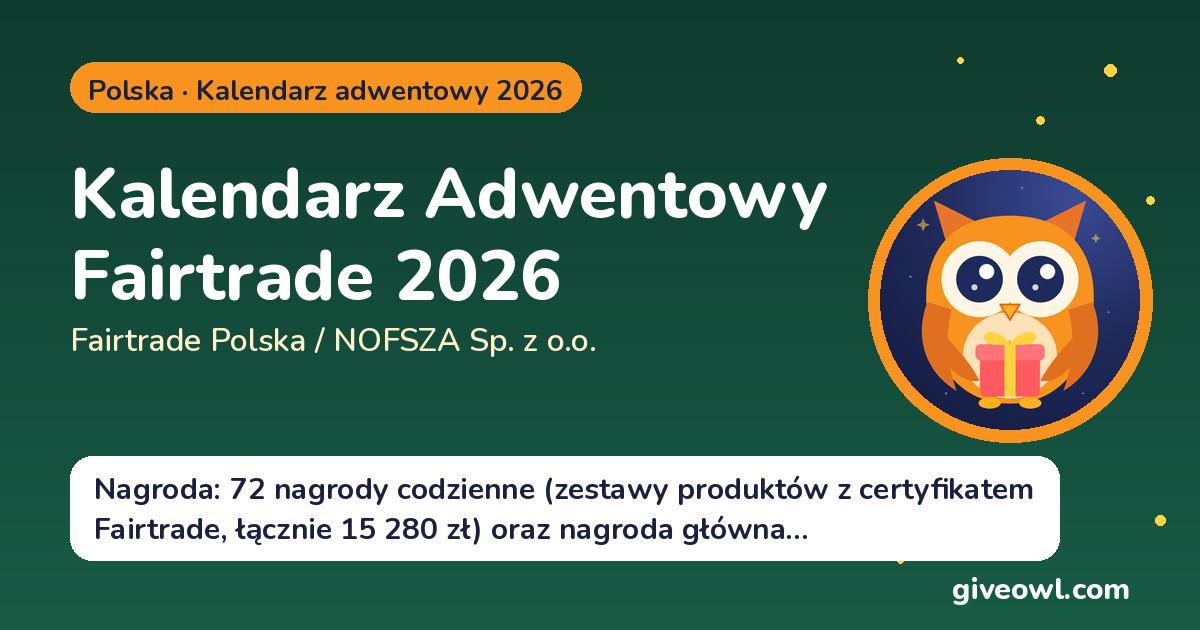 Polska · Kalendarz adwentowy 2026
Kalendarz Adwentowy
Fairtrade 2026
Fairtrade Polska / NOFSZA Sp. z o.o.
Nagroda: 72 nagrody codzienne (zestawy produktów z certyfikatem
Fairtrade, łącznie 15 280 zł) oraz nagroda główna...
giveowl.com